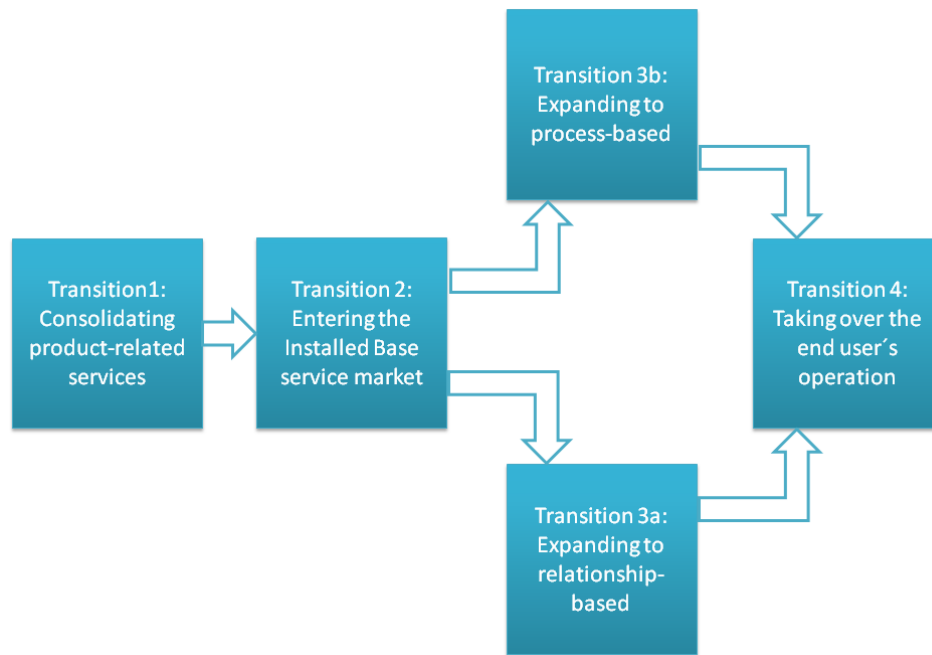 Transition1:
Consolidating
product-related
services
Transition 2:
Entering the
Installed Base
service market
Transition 3b:
Expanding to
process-based
Transition 3a:
Expanding to
relationship-
based
Transition 4:
Taking over the
end user´s
operation